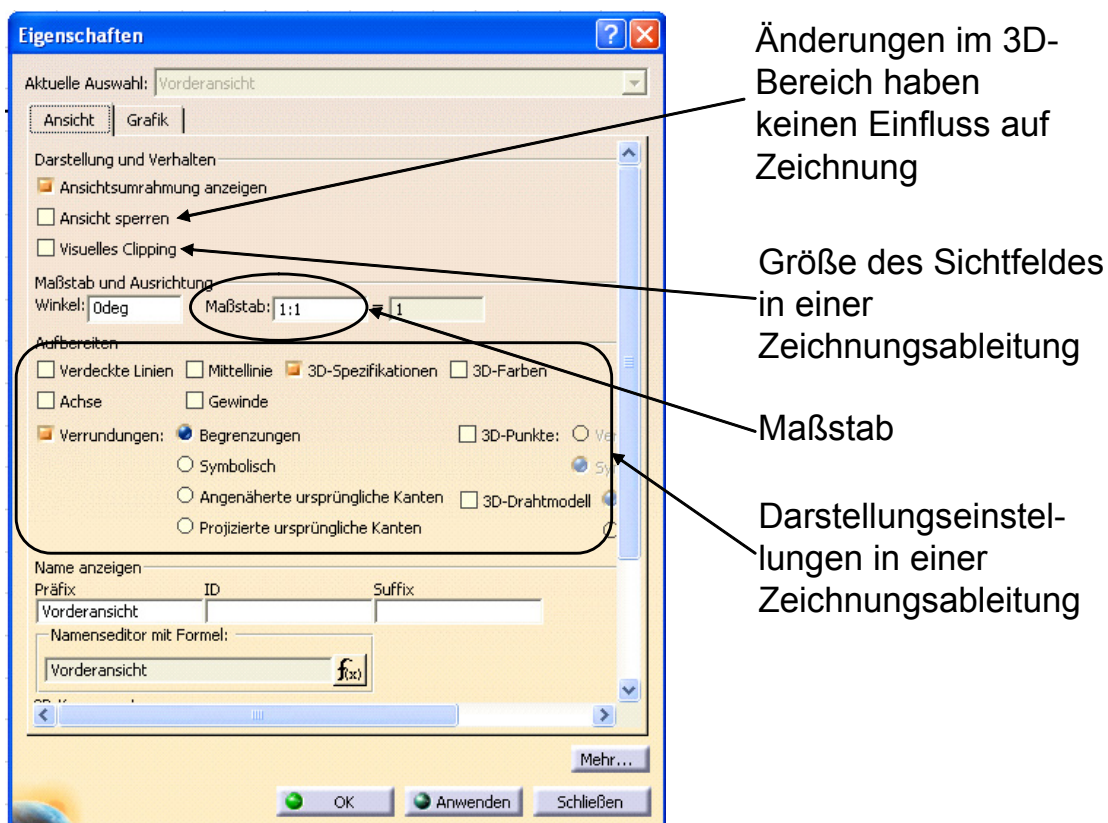 Eigenschaften
Aktuelle Auswahl: Vorderansicht
Ansicht Grafik
Darstellung und Verhalten
Ansichtsumrahmung anzeigen
Ansicht sperren
Visuelles Clipping
Maßstab und Ausrichtung
Winkel: 0deg Maßstab: 1:1 = 1
Aufbereiten
Verdeckte Linien Mittellinie 3D-Spezifikationen 3D-Farben
Achse Gewinde
Verrundungen: Begrenzungen 3D-Punkte:
Symbolisch
Angenäherte ursprüngliche Kanten 3D-Drahtmodell
Projizierte ursprüngliche Kanten
Name anzeigen
Präfix ID Suffix
Vorderansicht
Namenseditor mit Formel:
Vorderansicht f(x)
Mehr...
OK Anwenden Schließen
Änderungen im 3D-
Bereich haben
keinen Einfluss auf
Zeichnung
Größe des Sichtfeldes
in einer
Zeichnungsableitung
Maßstab
Darstellungseinstel-
lungen in einer
Zeichnungsableitung